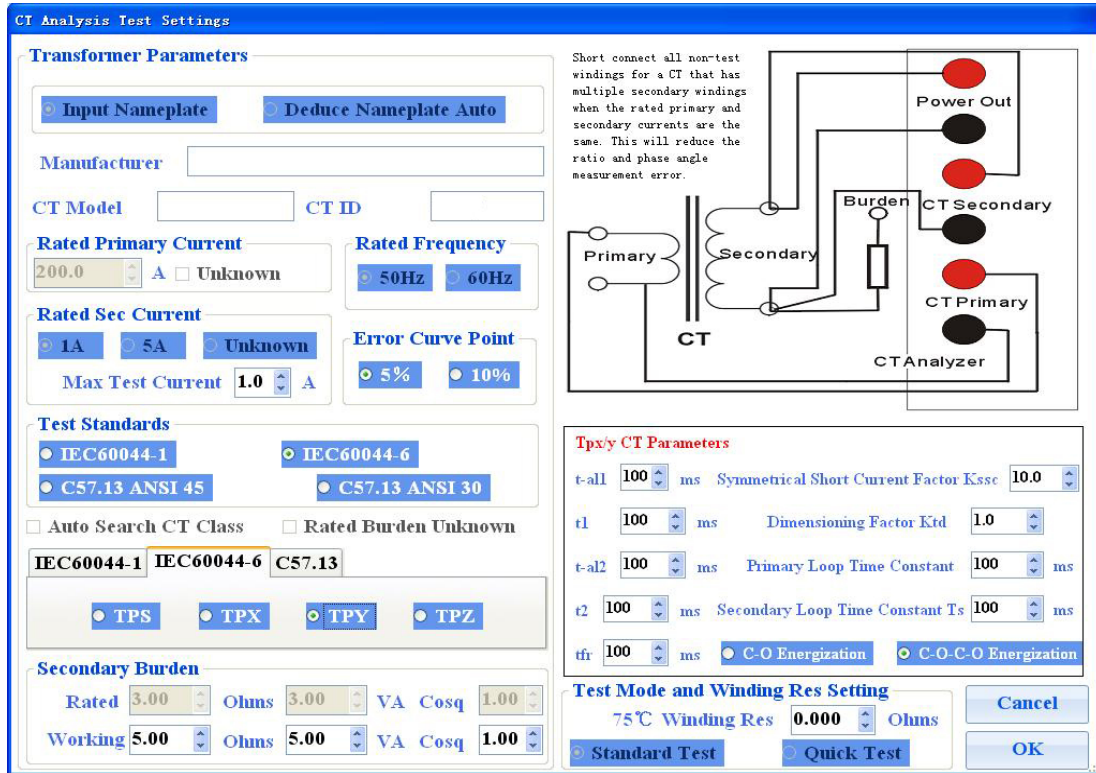 CT Analysis Test Settings
Transformer Parameters
Input Nameplate
Deduce Nameplate Auto
Manufacturer
CT Model
CT ID
Rated Primary Current
200.0
A
Unknown
Rated Frequency
50Hz
60Hz
Rated Sec Current
1A
5A
Unknown
Max Test Current
1.0
A
Error Curve Point
5%
10%
Test Standards
IEC60044-1
IEC60044-6
C57.13 ANSI 45
C57.13 ANSI 30
Auto Search CT Class
Rated Burden Unknown
IEC60044-1
IEC60044-6
C57.13
TPS
TPX
TPY
TPZ
Secondary Burden
Rated
3.00
Ohms
3.00
VA
Cosq
1.00
Working
5.00
Ohms
5.00
VA
Cosq
1.00
Short connect all non-test
windings for a CT that has
multiple secondary windings
when the rated primary and
secondary currents are the
same. This will reduce the
ratio and phase angle
measurement error.
Power Out
Burden
CT Secondary
Primary
Secondary
CT Primary
CT
CTAnalyzer
Tpx/y CT Parameters
t-al1
100
ms
Symmetrical Short Current Factor Kssc
10.0
t1
100
ms
Dimensioning Factor Ktd
1.0
t-al2
100
ms
Primary Loop Time Constant
100
ms
t2
100
ms
Secondary Loop Time Constant Ts
100
ms
tfr
100
ms
C-O Energization
C-O-C-O Energization
Test Mode and Winding Res Setting
75℃ Winding Res
0.000
Ohms
Standard Test
Quick Test
Cancel
OK